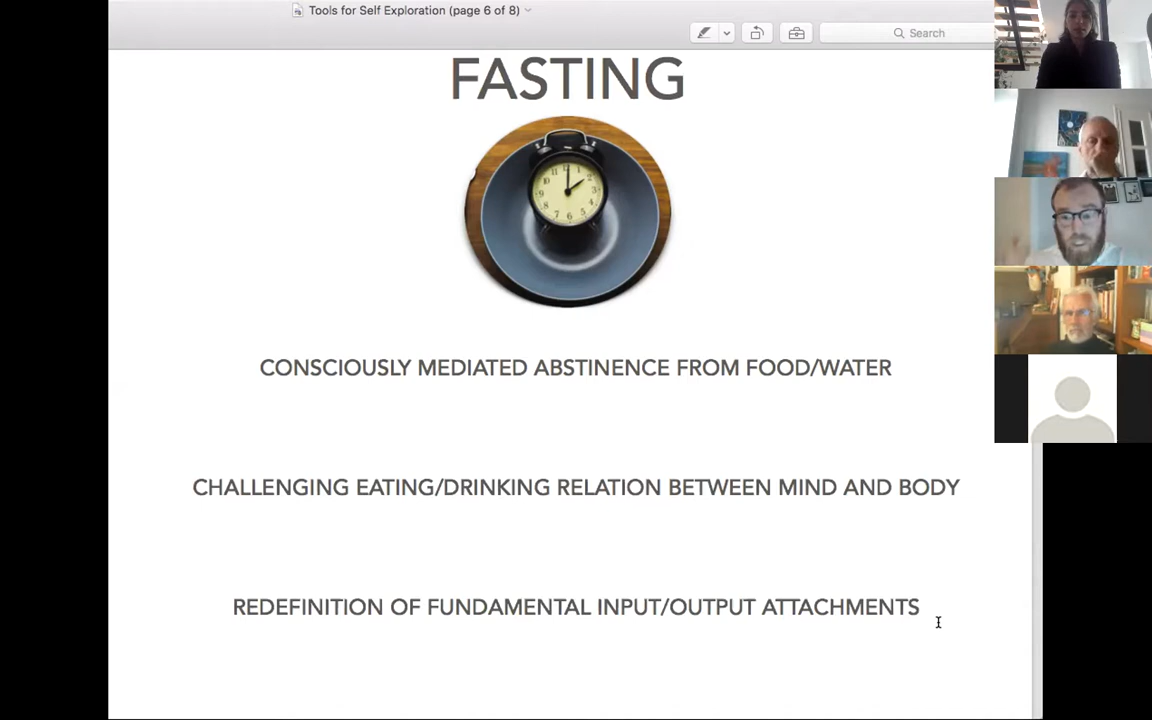 Tools for Self Exploration (page 6 of 8)
Search
FASTING
CONSCIOUSLY MEDIATED ABSTINENCE FROM FOOD/WATER
CHALLENGING EATING/DRINKING RELATION BETWEEN MIND AND BODY
REDEFINITION OF FUNDAMENTAL INPUT/OUTPUT ATTACHMENTS